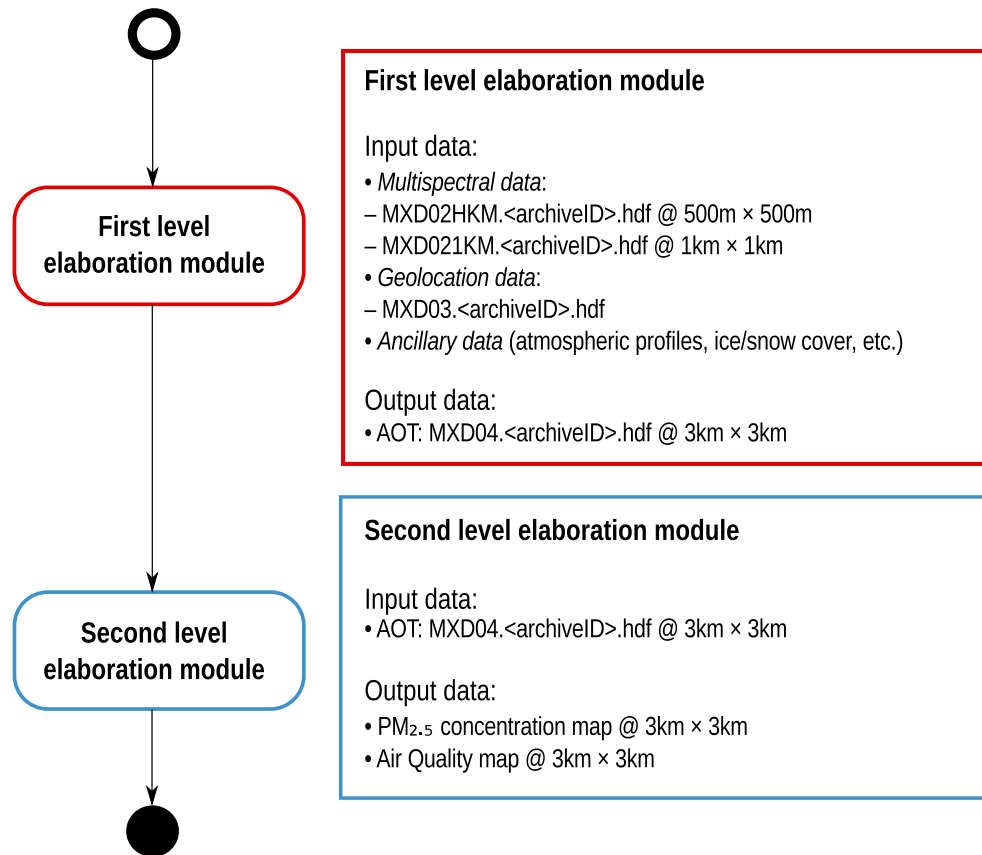 First level
elaboration module
Second level
elaboration module
First level elaboration module
Input data:
• Multispectral data:
– MXD02HKM.<archiveID>.hdf @ 500m × 500m
– MXD021KM.<archiveID>.hdf @ 1km × 1km
• Geolocation data:
– MXD03.<archiveID>.hdf
• Ancillary data (atmospheric profiles, ice/snow cover, etc.)
Output data:
• AOT: MXD04.<archiveID>.hdf @ 3km × 3km
Second level elaboration module
Input data:
• AOT: MXD04.<archiveID>.hdf @ 3km × 3km
Output data:
• PM₂.₅ concentration map @ 3km × 3km
• Air Quality map @ 3km × 3km